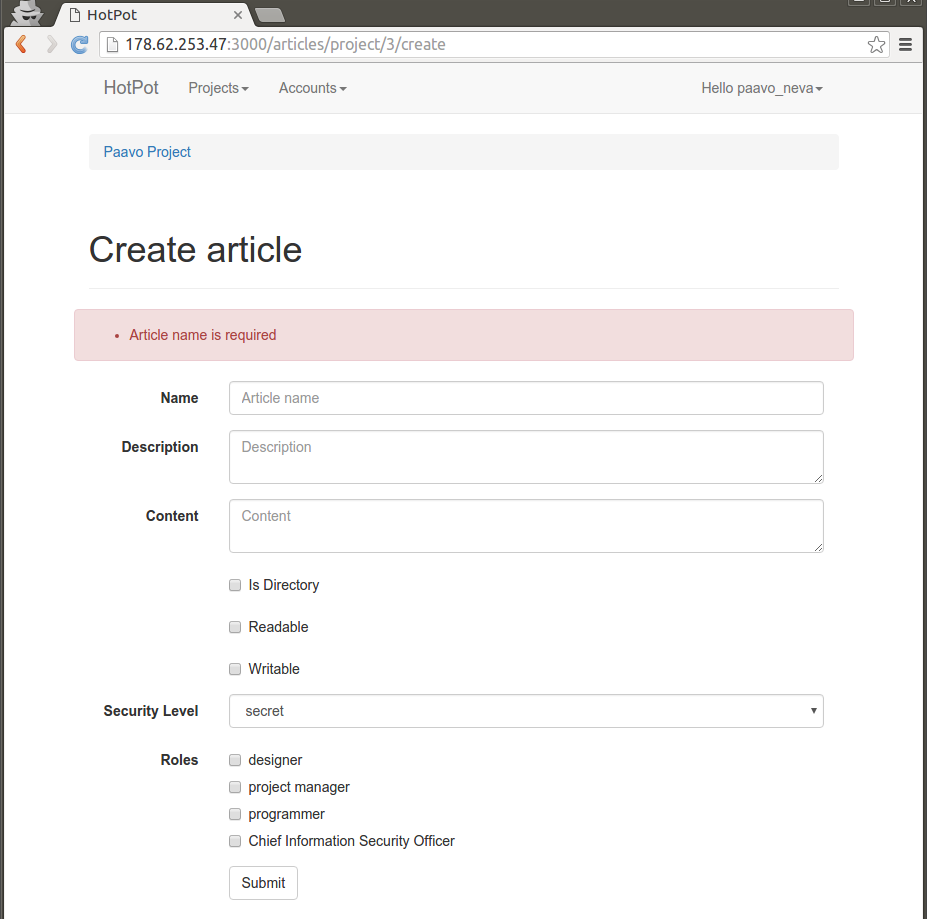 HotPot
178.62.253.47:3000/articles/project/3/create
HotPot Projects Accounts Hello paavo_neva
Paavo Project
Create article
Article name is required
Name Article name
Description Description
Content Content
Is Directory
Readable
Writable
Security Level secret
Roles designer
project manager
programmer
Chief Information Security Officer
Submit